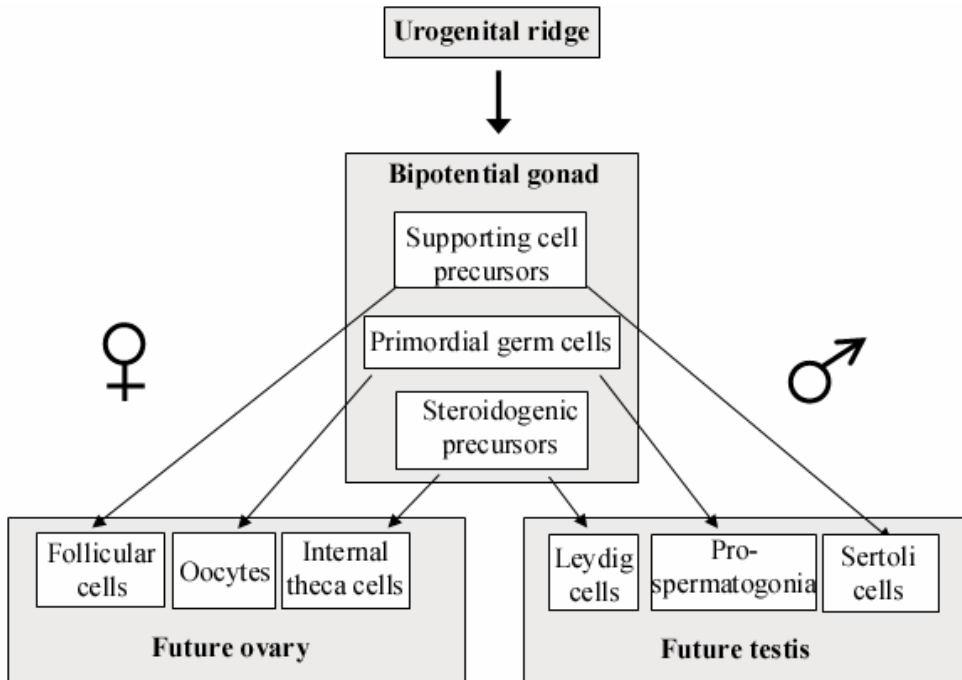 Urogenital ridge
Bipotential gonad
Supporting cell
precursors
Primordial germ cells
Steroidogenic
precursors
Follicular
cells
Oocytes
Internal
theca cells
Future ovary
Leydig
cells
Pro-
spermatogonia
Sertoli
cells
Future testis